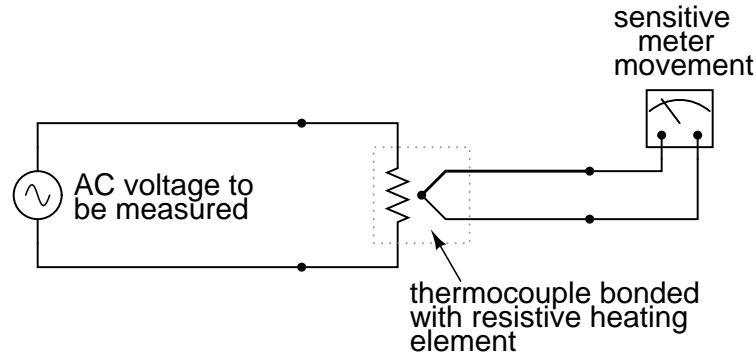 sensitive
meter
movement
AC voltage to
be measured
thermocouple bonded
with resistive heating
element